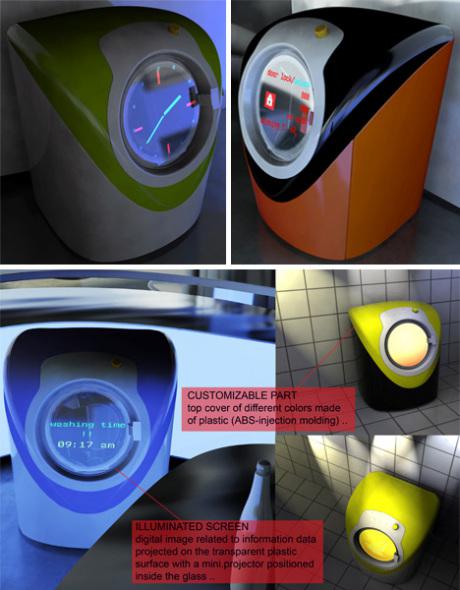 door lock/
washing time
!!
09:17 am
CUSTOMIZABLE PART
top cover of different colors made
of plastic (ABS-injection molding) ..
ILLUMINATED SCREEN
digital image related to information data
projected on the transparent plastic
surface with a mini.projector positioned
inside the glass ..